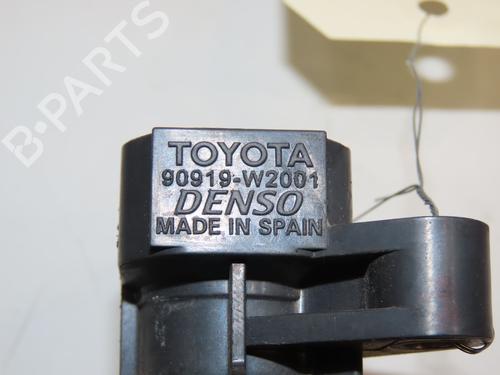 B-PARTS
TOYOTA
90919-W2001
DENSO
MADE IN SPAIN